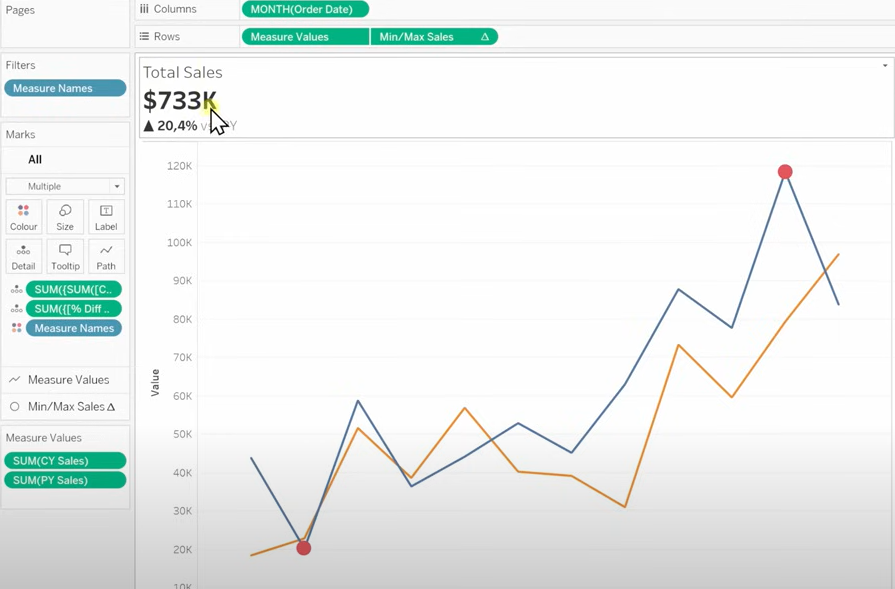 Pages
Columns
MONTH(Order Date)
Rows
Measure Values
Min/Max Sales Δ
Filters
Measure Names
Marks
All
Multiple
Colour
Size
Label
Detail
Tooltip
Path
SUM({SUM([C..
SUM({[% Diff ..
Measure Names
Measure Values
Min/Max Sales Δ
Measure Values
SUM(CY Sales)
SUM(PY Sales)
Total Sales
$733K
▲ 20,4% vs PY
120K
110K
100K
90K
80K
70K
60K
50K
40K
30K
20K
10K
Value